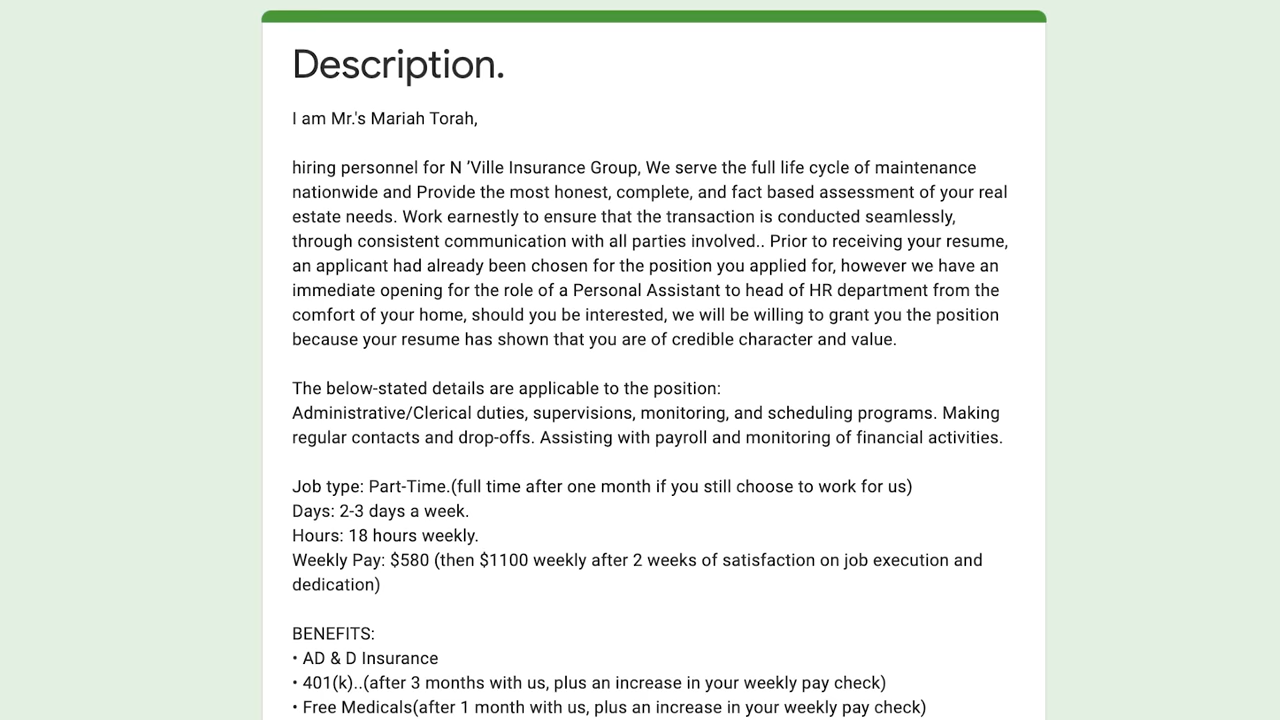 Description.
I am Mr.'s Mariah Torah,
hiring personnel for N ’Ville Insurance Group, We serve the full life cycle of maintenance
nationwide and Provide the most honest, complete, and fact based assessment of your real
estate needs. Work earnestly to ensure that the transaction is conducted seamlessly,
through consistent communication with all parties involved.. Prior to receiving your resume,
an applicant had already been chosen for the position you applied for, however we have an
immediate opening for the role of a Personal Assistant to head of HR department from the
comfort of your home, should you be interested, we will be willing to grant you the position
because your resume has shown that you are of credible character and value.
The below-stated details are applicable to the position:
Administrative/Clerical duties, supervisions, monitoring, and scheduling programs. Making
regular contacts and drop-offs. Assisting with payroll and monitoring of financial activities.
Job type: Part-Time.(full time after one month if you still choose to work for us)
Days: 2-3 days a week.
Hours: 18 hours weekly.
Weekly Pay: $580 (then $1100 weekly after 2 weeks of satisfaction on job execution and
dedication)
BENEFITS:
• AD & D Insurance
• 401(k)..(after 3 months with us, plus an increase in your weekly pay check)
• Free Medicals(after 1 month with us, plus an increase in your weekly pay check)